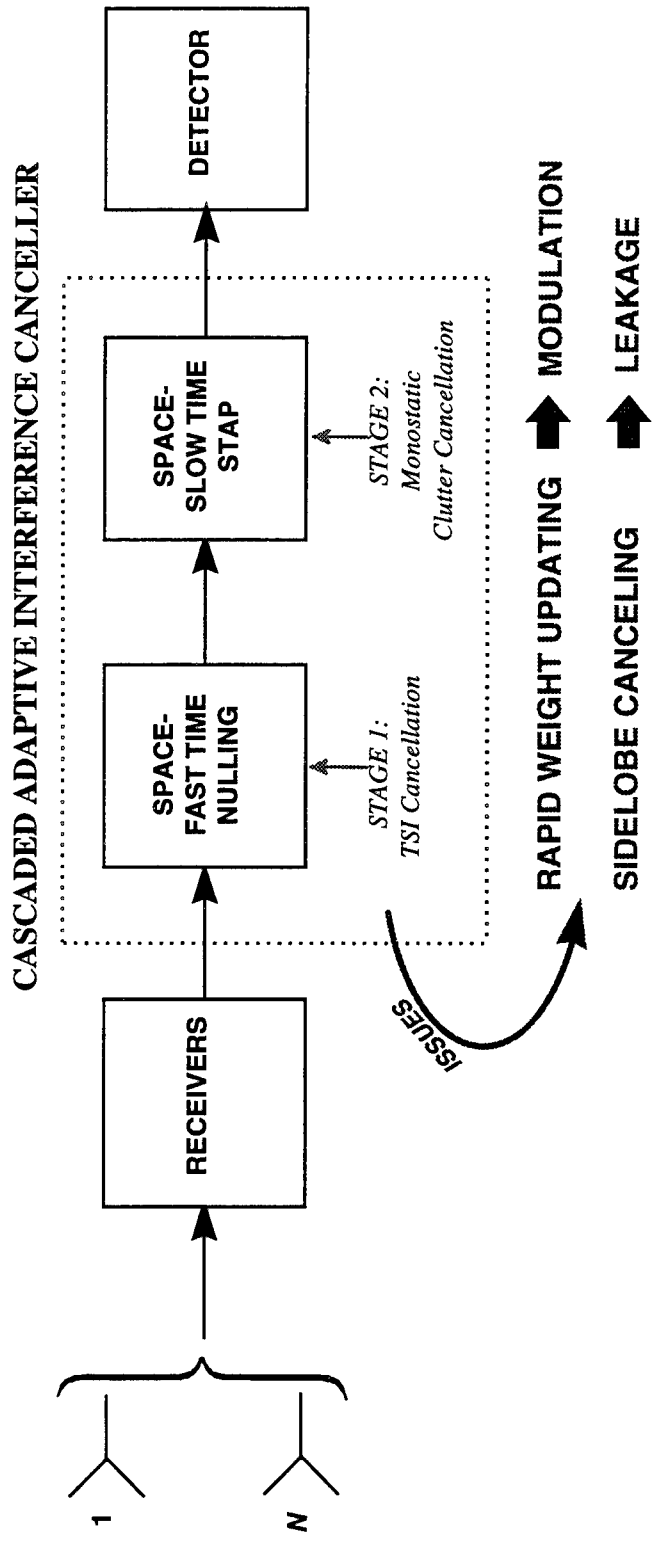 CASCADED ADAPTIVE INTERFERENCE CANCELLER
1
N
RECEIVERS
SPACE-
FAST TIME
NULLING
SPACE-
SLOW TIME
STAP
DETECTOR
STAGE 1:
TSI Cancellation
STAGE 2:
Monostatic
Clutter Cancellation
ISSUES
RAPID WEIGHT UPDATING MODULATION
SIDELOBE CANCELING LEAKAGE